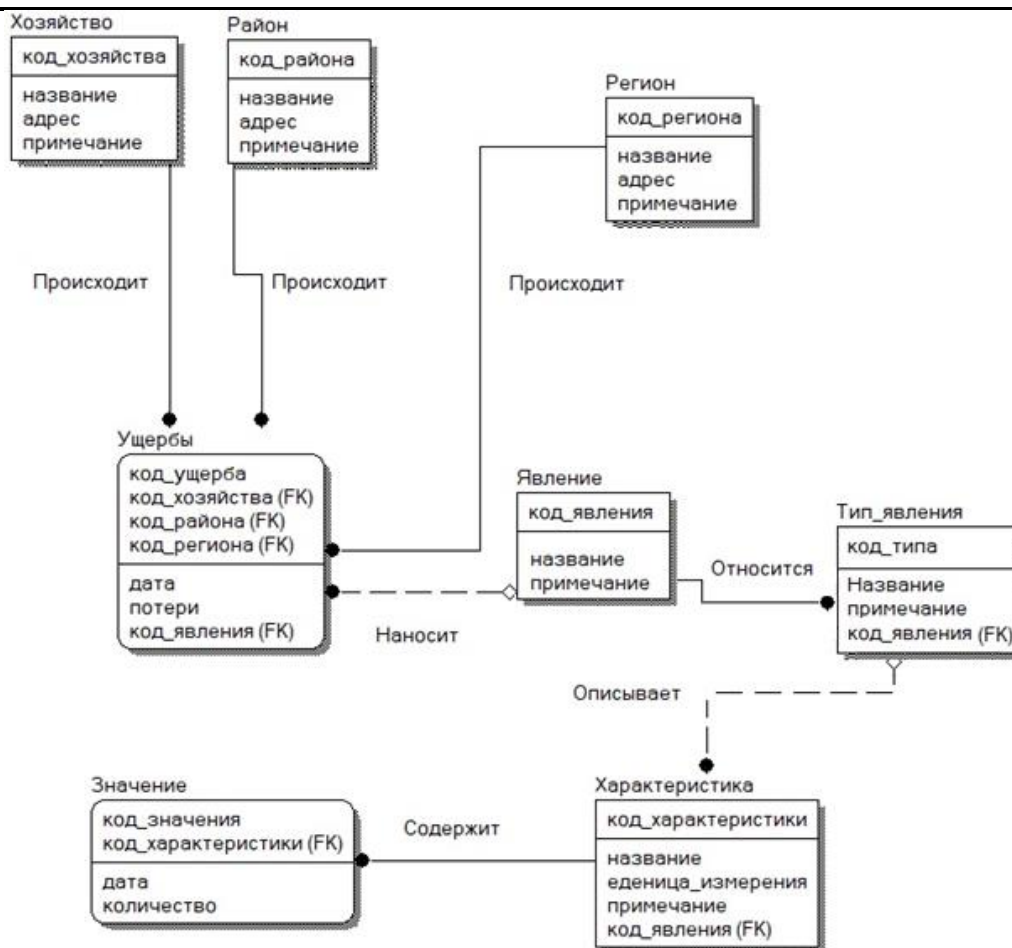 Хозяйство
код_хозяйства
название
адрес
примечание
Район
код_района
название
адрес
примечание
Регион
код_региона
название
адрес
примечание
Происходит
Происходит
Происходит
Ущербы
код_ущерба
код_хозяйства (FK)
код_района (FK)
код_региона (FK)
дата
потери
код_явления (FK)
Наносит
Явление
код_явления
название
примечание
Относится
Тип_явления
код_типа
Название
примечание
код_явления (FK)
Описывает
Значение
код_значения
код_характеристики (FK)
дата
количество
Содержит
Характеристика
код_характеристики
название
еденица_измерения
примечание
код_явления (FK)